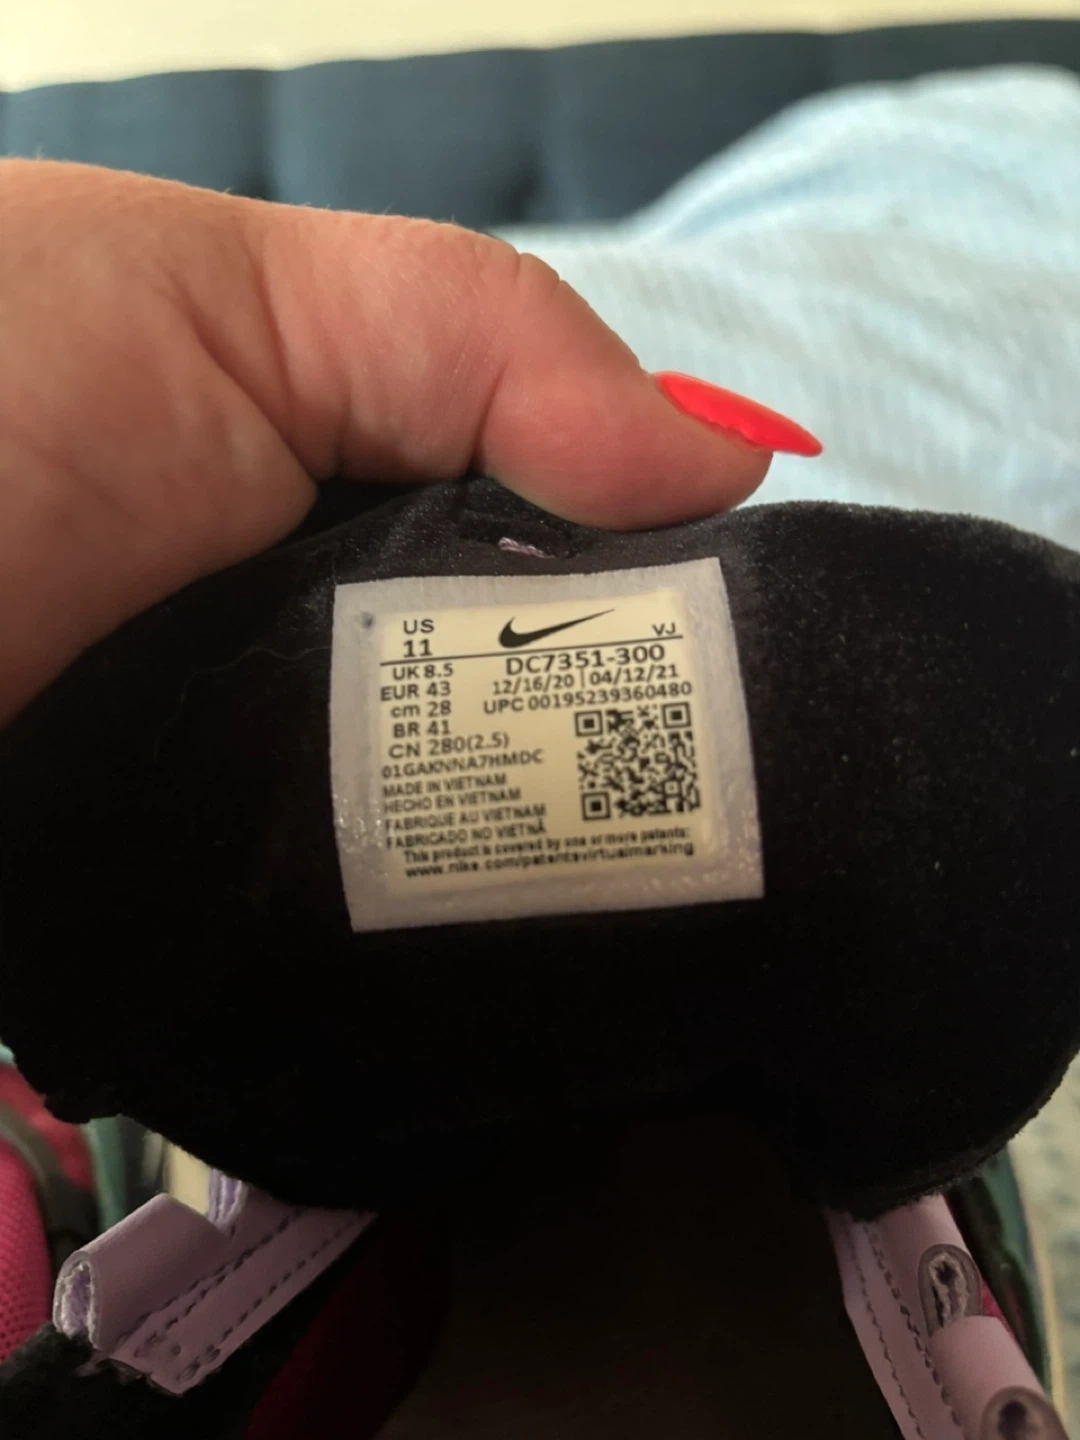 US
11
VJ
UK 8.5
DC7351-300
EUR 43
12/16/20 | 04/12/21
cm 28
UPC 00195239360480
BR 41
CN 280(2.5)
01GAKNNA7HMDC
MADE IN VIETNAM
HECHO EN VIETNAM
FABRIQUE AU VIETNAM
FABRICADO NO VIETNÃ
This product is covered by one or more patents:
www.nike.com/patentsvirtualmarking